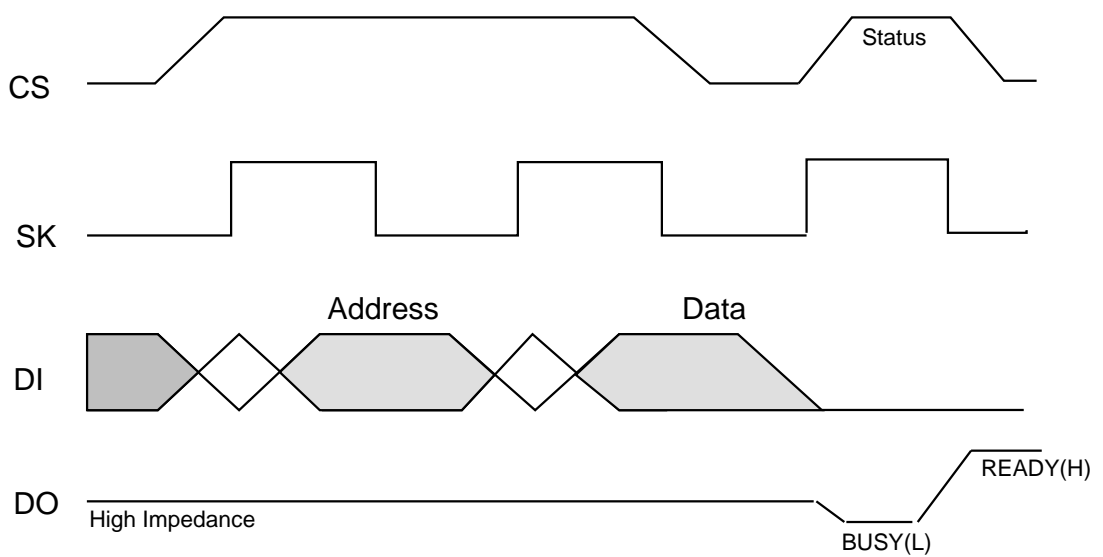 Status
CS
SK
Address
Data
DI
READY(H)
DO
High Impedance
BUSY(L)